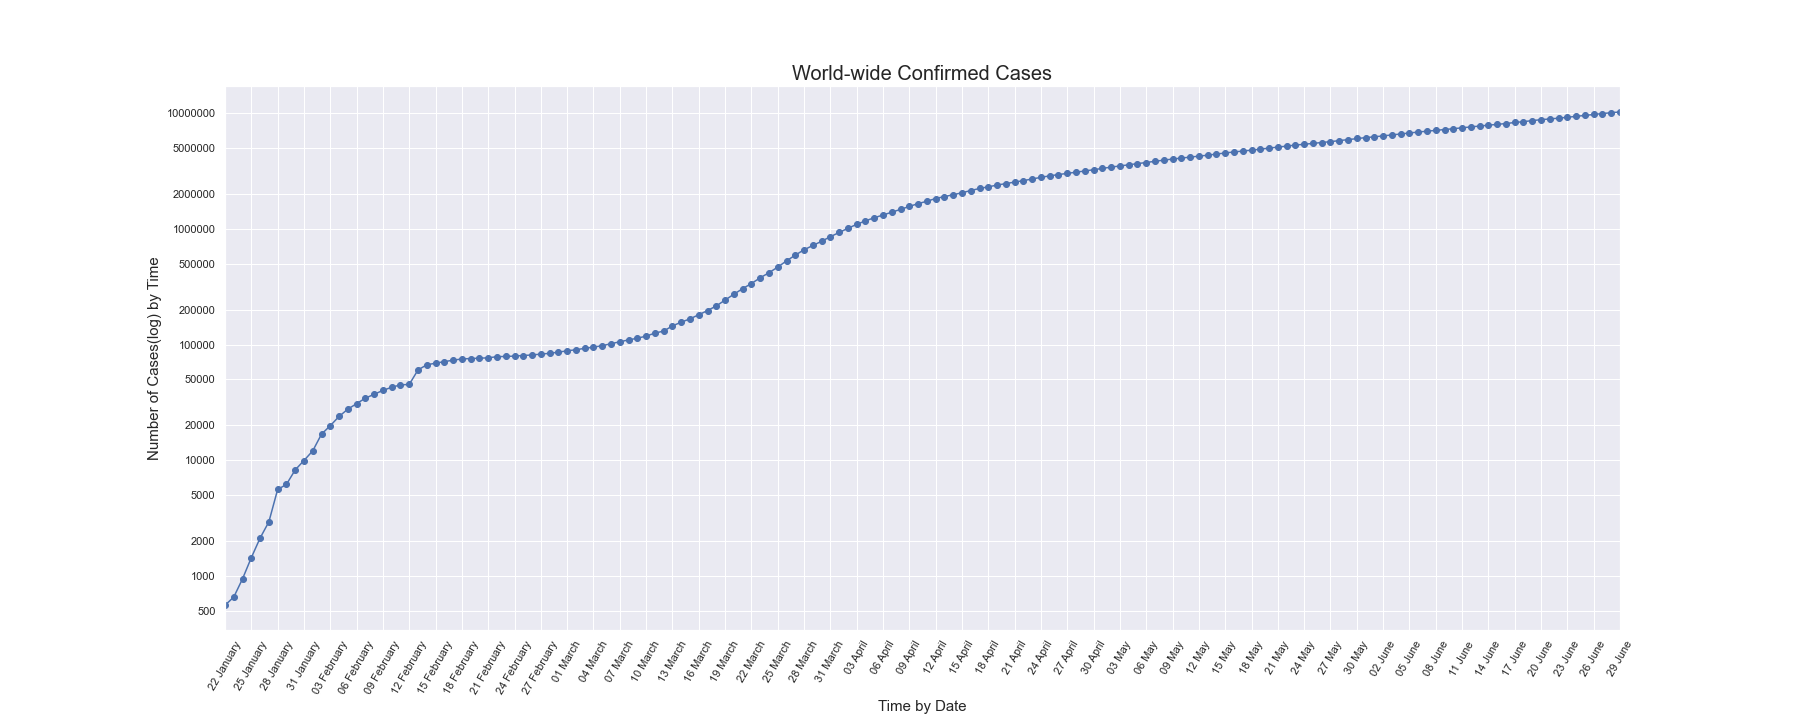 World-wide Confirmed Cases
Number of Cases(log) by Time
10000000
5000000
2000000
1000000
500000
200000
100000
50000
20000
10000
5000
2000
1000
500
22 January
25 January
28 January
31 January
03 February
06 February
09 February
12 February
15 February
18 February
21 February
24 February
27 February
01 March
04 March
07 March
10 March
13 March
16 March
19 March
22 March
25 March
28 March
31 March
03 April
06 April
09 April
12 April
15 April
18 April
21 April
24 April
27 April
30 April
03 May
06 May
09 May
12 May
15 May
18 May
21 May
24 May
27 May
30 May
02 June
05 June
08 June
11 June
14 June
17 June
20 June
23 June
26 June
29 June
Time by Date